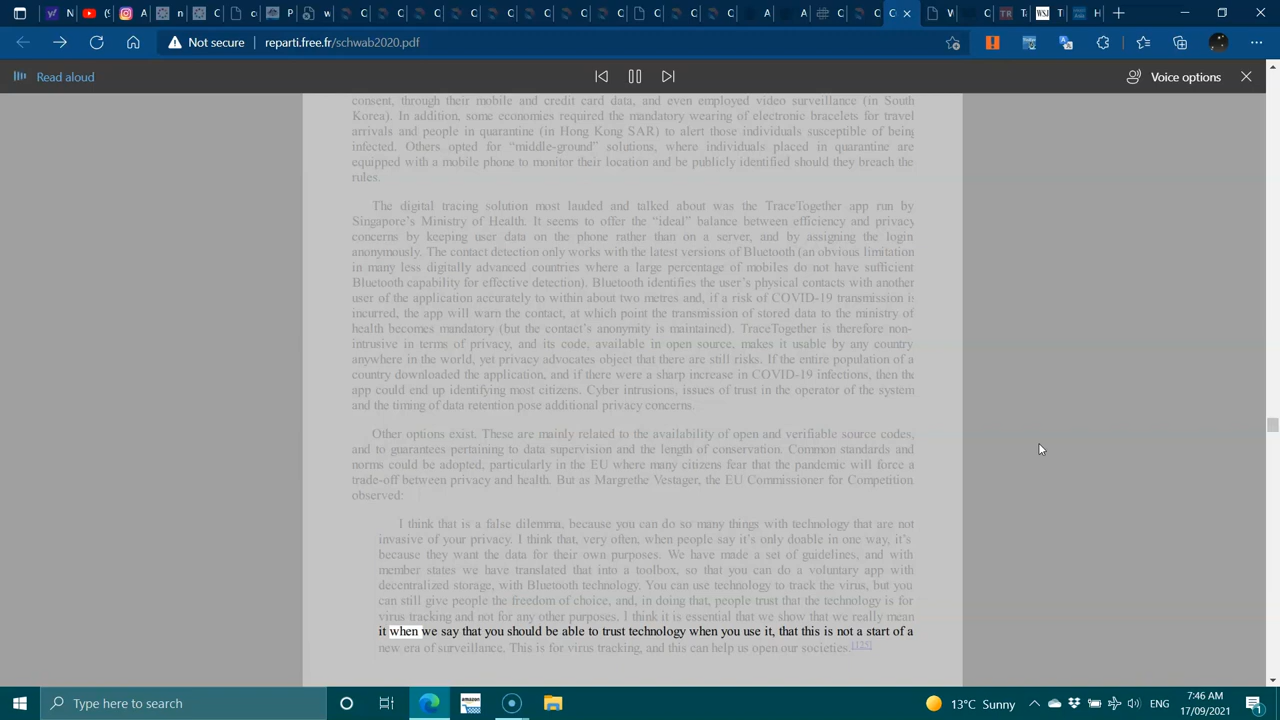 Not secure
reparti.free.fr/schwab2020.pdf
Read aloud
Voice options
consent, through their mobile and credit card data, and even employed video surveillance (in South
Korea). In addition, some economies required the mandatory wearing of electronic bracelets for travel
arrivals and people in quarantine (in Hong Kong SAR) to alert those individuals susceptible of being
infected. Others opted for “middle-ground” solutions, where individuals placed in quarantine are
equipped with a mobile phone to monitor their location and be publicly identified should they breach the
rules.
The digital tracing solution most lauded and talked about was the TraceTogether app run by
Singapore’s Ministry of Health. It seems to offer the “ideal” balance between efficiency and privacy
concerns by keeping user data on the phone rather than on a server, and by assigning the login
anonymously. The contact detection only works with the latest versions of Bluetooth (an obvious limitation
in many less digitally advanced countries where a large percentage of mobiles do not have sufficient
Bluetooth capability for effective detection). Bluetooth identifies the user’s physical contacts with another
user of the application accurately to within about two metres and, if a risk of COVID-19 transmission is
incurred, the app will warn the contact, at which point the transmission of stored data to the ministry of
health becomes mandatory (but the contact’s anonymity is maintained). TraceTogether is therefore non-
intrusive in terms of privacy, and its code, available in open source, makes it usable by any country
anywhere in the world, yet privacy advocates object that there are still risks. If the entire population of a
country downloaded the application, and if there were a sharp increase in COVID-19 infections, then the
app could end up identifying most citizens. Cyber intrusions, issues of trust in the operator of the system
and the timing of data retention pose additional privacy concerns.
Other options exist. These are mainly related to the availability of open and verifiable source codes,
and to guarantees pertaining to data supervision and the length of conservation. Common standards and
norms could be adopted, particularly in the EU where many citizens fear that the pandemic will force a
trade-off between privacy and health. But as Margrethe Vestager, the EU Commissioner for Competition,
observed:
I think that is a false dilemma, because you can do so many things with technology that are not
invasive of your privacy. I think that, very often, when people say it’s only doable in one way, it’s
because they want the data for their own purposes. We have made a set of guidelines, and with
member states we have translated that into a toolbox, so that you can do a voluntary app with
decentralized storage, with Bluetooth technology. You can use technology to track the virus, but you
can still give people the freedom of choice, and, in doing that, people trust that the technology is for
virus tracking and not for any other purposes. I think it is essential that we show that we really mean
it when we say that you should be able to trust technology when you use it, that this is not a start of a
new era of surveillance, This is for virus tracking, and this can help us open our societies.[125]
Type here to search
13°C Sunny
ENG
7:46 AM
17/09/2021